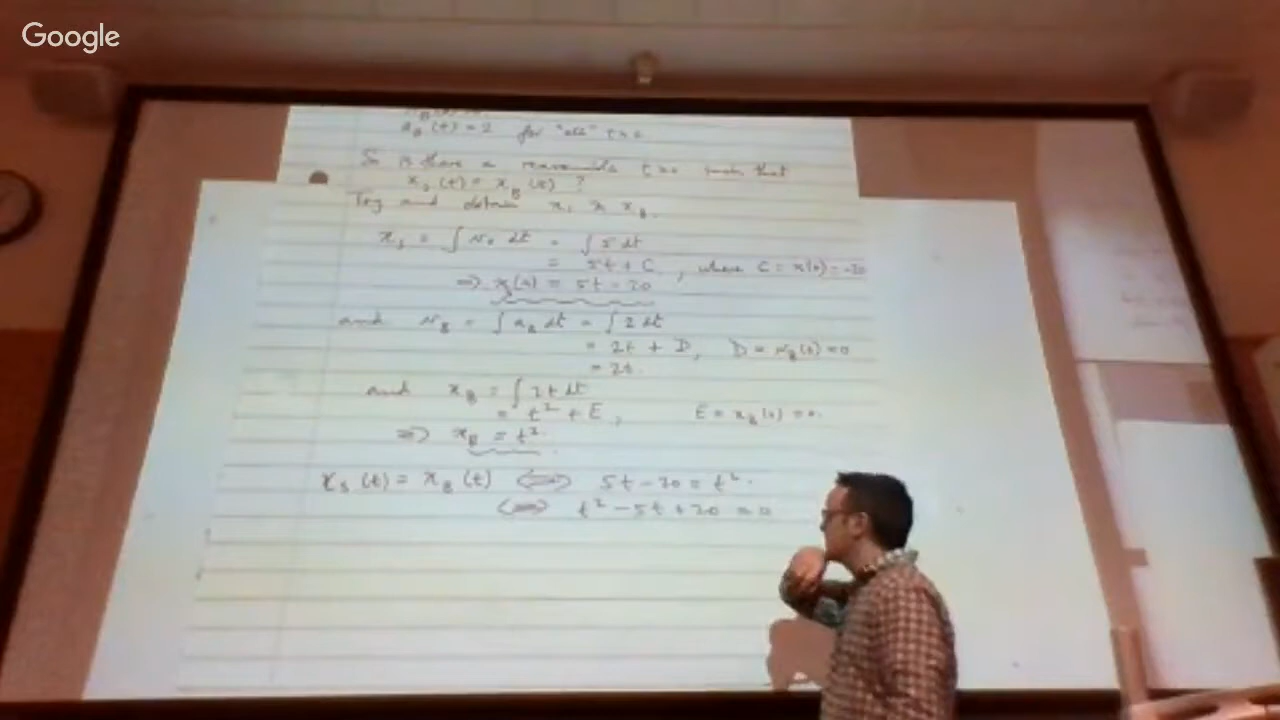 Google
a_B(t) = 2 for "all" t>0
So is there a reasonable t>0 such that
x_s(t) = x_B(t) ?
Try and obtain x_s & x_B.
x_s = ∫ v_s dt = ∫ 5 dt
= 5t + C, where C = x(0) = -20
⇒ x_s(t) = 5t - 20
and v_B = ∫ a_B dt = ∫ 2 dt
= 2t + D, D = v_B(0) = 0
= 2t.
and x_B = ∫ 2t dt
= t² + E, E = x_B(0) = 0.
⇒ x_B = t².
x_s(t) = x_B(t) ⇔ 5t - 20 = t².
⇔ t² - 5t + 20 = 0